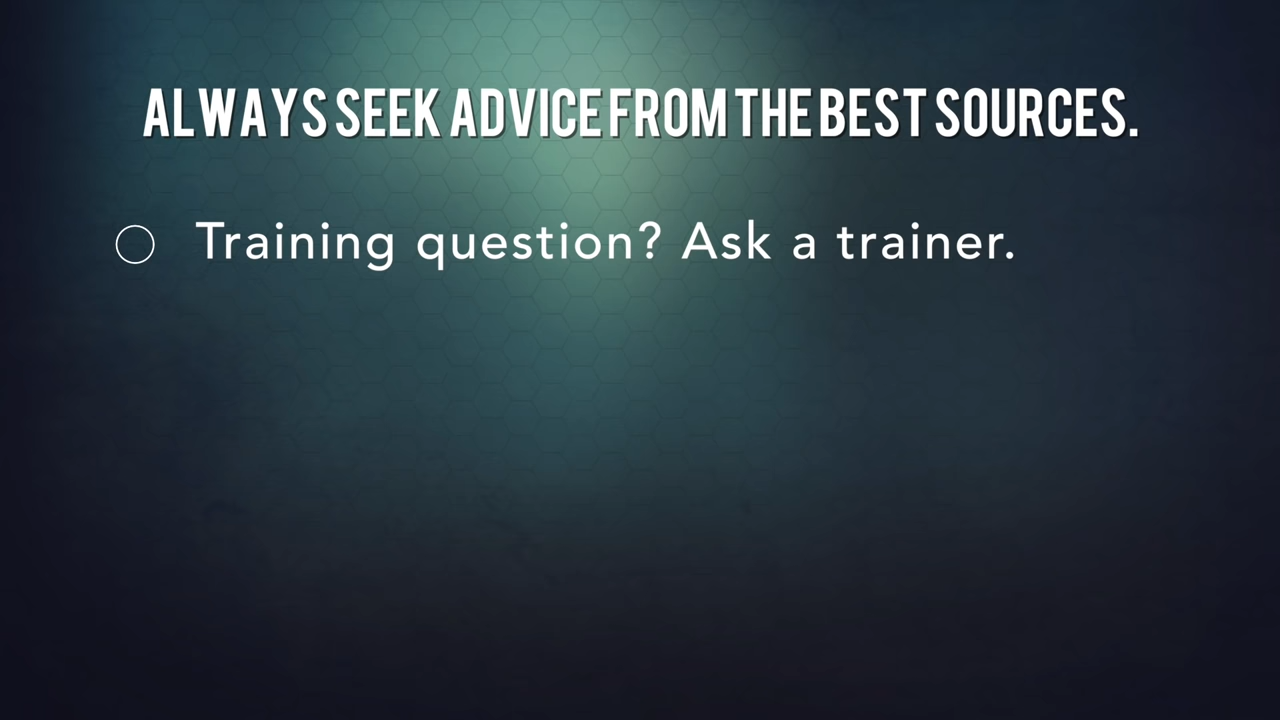 ALWAYS SEEK ADVICE FROM THE BEST SOURCES.
Training question? Ask a trainer.